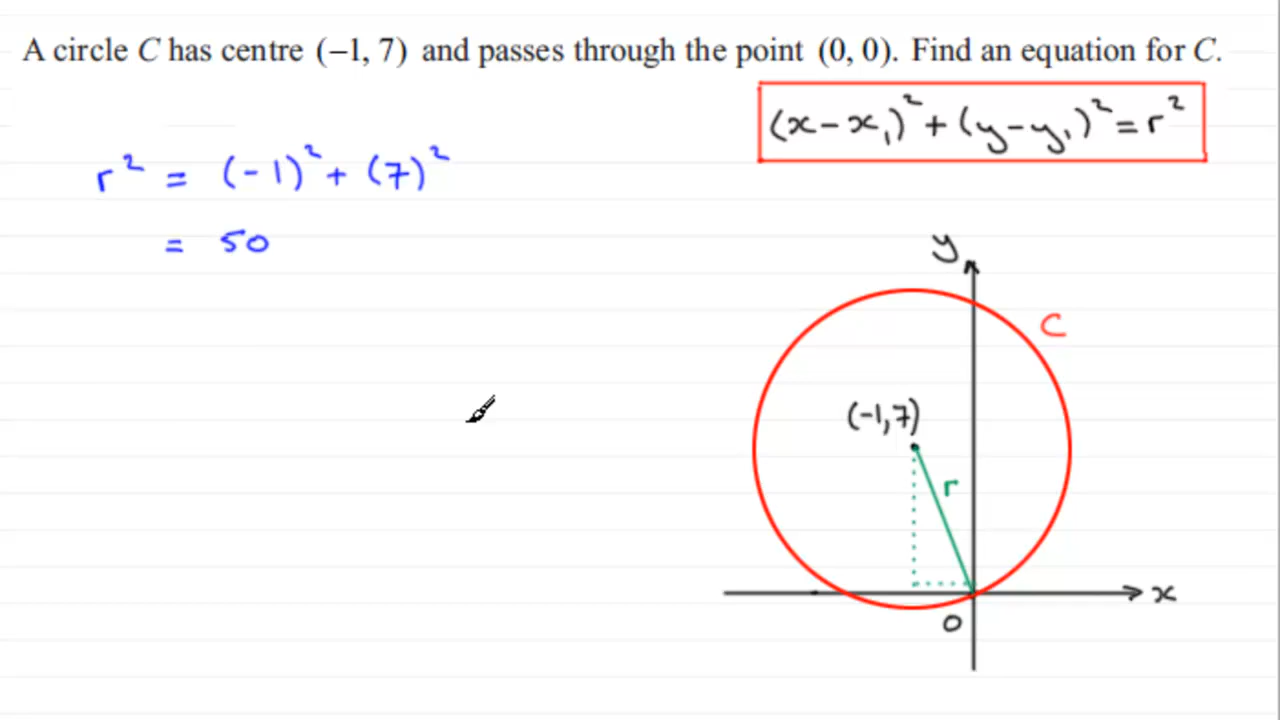 A circle C has centre (−1, 7) and passes through the point (0, 0). Find an equation for C.
(x−x₁)² + (y−y₁)² = r²
r² = (-1)² + (7)²
= 50
y
C
(-1,7)
r
x
O